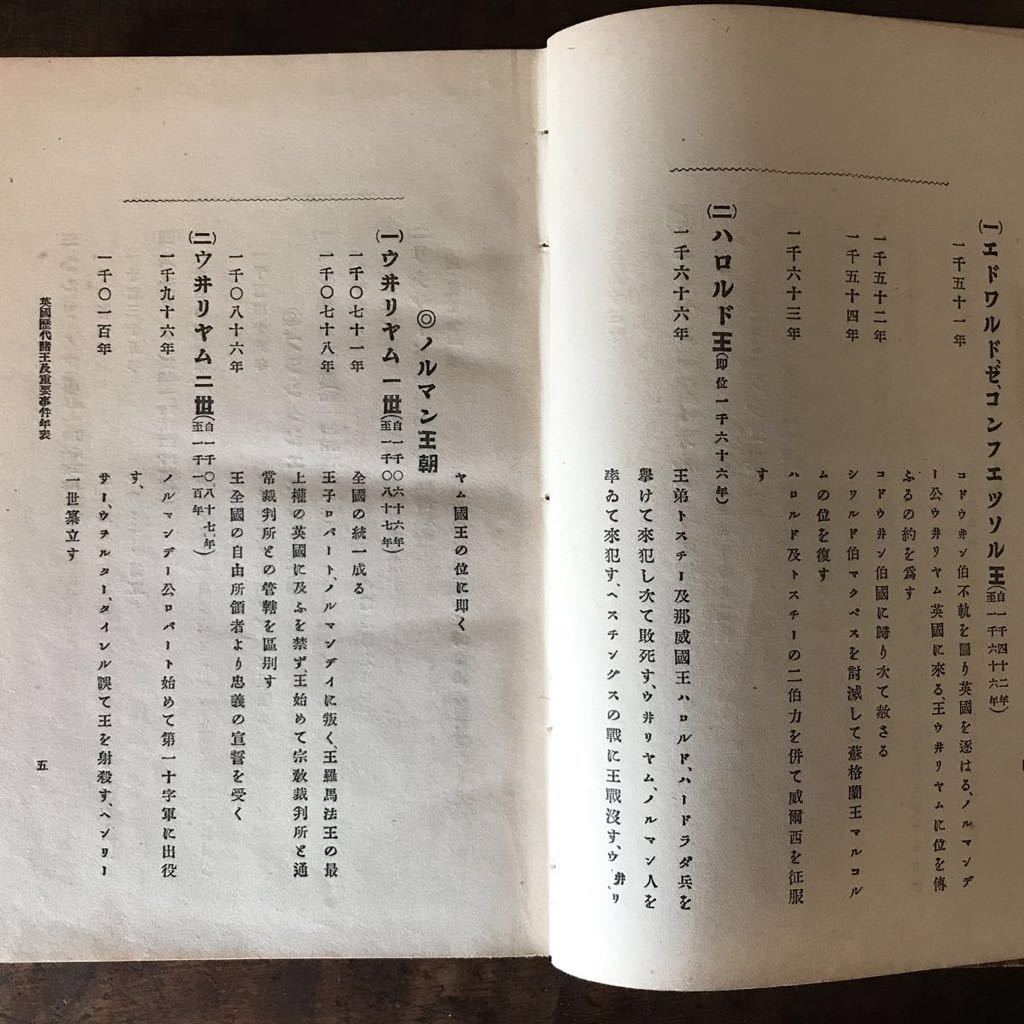 (一)エドワルド、ゼ、コンフエツソル王(自一千四十二年至一千六十六年)
一千五十一年
コドウ井ン伯不軌を圖り英國を逐はる、ノルマンデ
ー公ウ井リヤム英國に來る、王ウ井リヤムに位を傳
ふるの約を爲す
一千五十二年
コドウ井ン伯國に歸り次て赦さる
一千五十四年
シワルド伯マクベスを討滅して蘇格蘭王マルコル
ムの位を復す
一千六十三年
ハロルド及トスチーの二伯力を併て威爾西を征服
す
(二)ハロルド王(即位一千六十六年)
一千六十六年
王弟トスチー及那威國王ハロルド、ハードラダ兵を
擧けて來犯し次て敗死す、ウ井リヤム、ノルマン人を
率ゐて來犯す、ヘスチングスの戰に王戰沒す、ウ井リ
ヤム國王の位に即く
◎ノルマン王朝
(一)ウ井リヤム一世(自一千〇六十六年至一千〇八十七年)
一千〇七十一年
全國の統一成る
一千〇七十八年
王子ロバート、ノルマンデイに叛く、王羅馬法王の最
上權の英國に及ふを禁ず、王始めて宗敎裁判所と通
常裁判所との管轄を區別す
一千〇八十六年
王全國の自由所領者より忠義の宣誓を受く
(二)ウ井リヤム二世(自一千〇八十七年至一千一百年)
一千九十六年
ノルマンデー公ロバート始めて第一十字軍に出役
す、
一千〇一百年
サー、ウヲルター、タイレル誤て王を射殺す、ヘンリー
一世簒立す
英國歴代諸王及重要事件年表
五